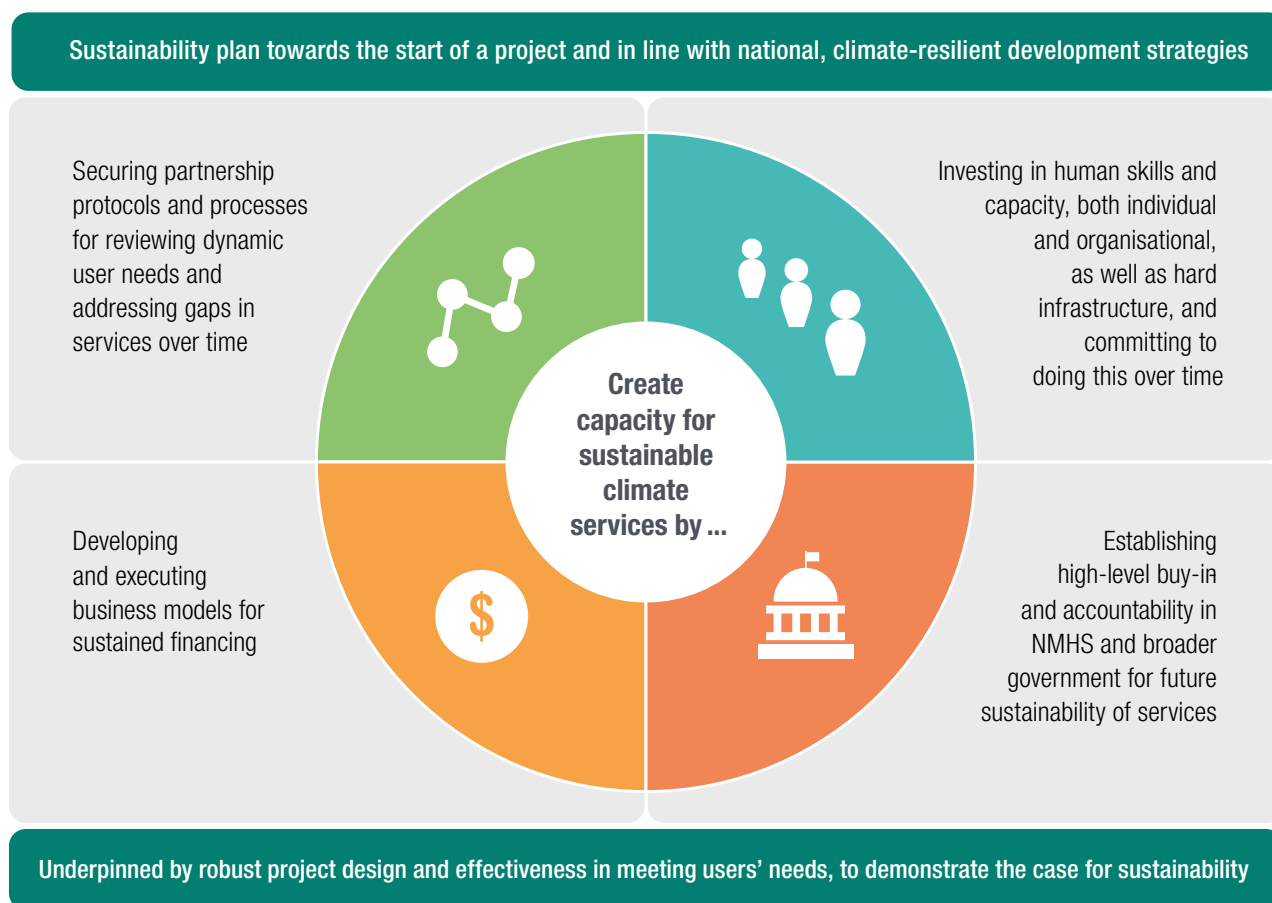 Sustainability plan towards the start of a project and in line with national, climate-resilient development strategies
Securing partnership
protocols and processes
for reviewing dynamic
user needs and
addressing gaps in
services over time
Investing in human skills and
capacity, both individual
and organisational,
as well as hard
infrastructure, and
committing to
doing this over time
Create
capacity for
sustainable
climate
services by ...
Developing
and executing
business models for
sustained financing
$
Establishing
high-level buy-in
and accountability in
NMHS and broader
government for future
sustainability of services
Underpinned by robust project design and effectiveness in meeting users’ needs, to demonstrate the case for sustainability